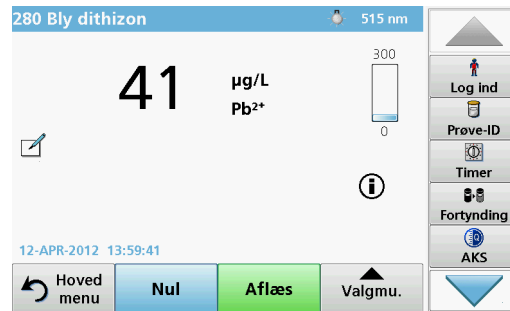 280 Bly dithizon
515 nm
41
µg/L
Pb²⁺
300
0
12-APR-2012 13:59:41
Hoved
menu
Nul
Aflæs
Valgmu.
Log ind
Prøve-ID
Timer
Fortynding
AKS